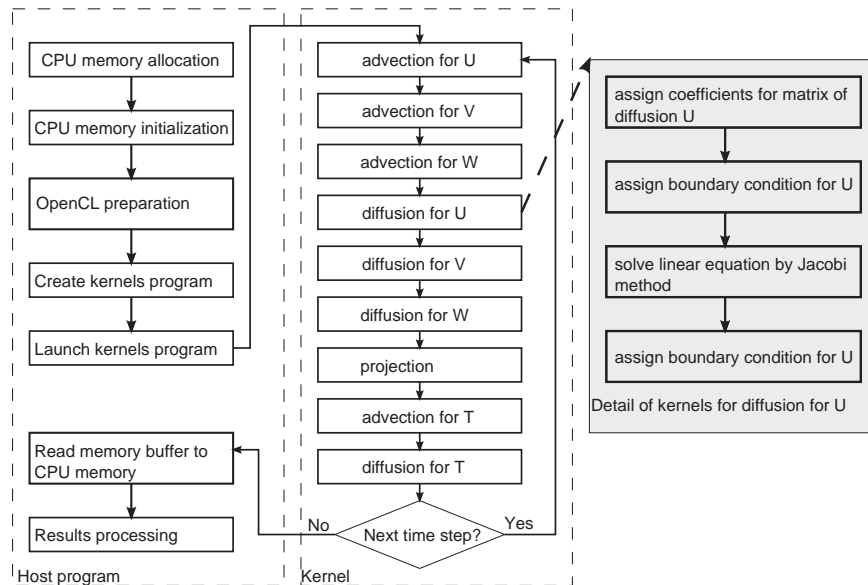 CPU memory allocation
CPU memory initialization
OpenCL preparation
Create kernels program
Launch kernels program
Read memory buffer to
CPU memory
Results processing
Host program
advection for U
advection for V
advection for W
diffusion for U
diffusion for V
diffusion for W
projection
advection for T
diffusion for T
No
Next time step?
Yes
Kernel
assign coefficients for matrix of
diffusion U
assign boundary condition for U
solve linear equation by Jacobi
method
assign boundary condition for U
Detail of kernels for diffusion for U